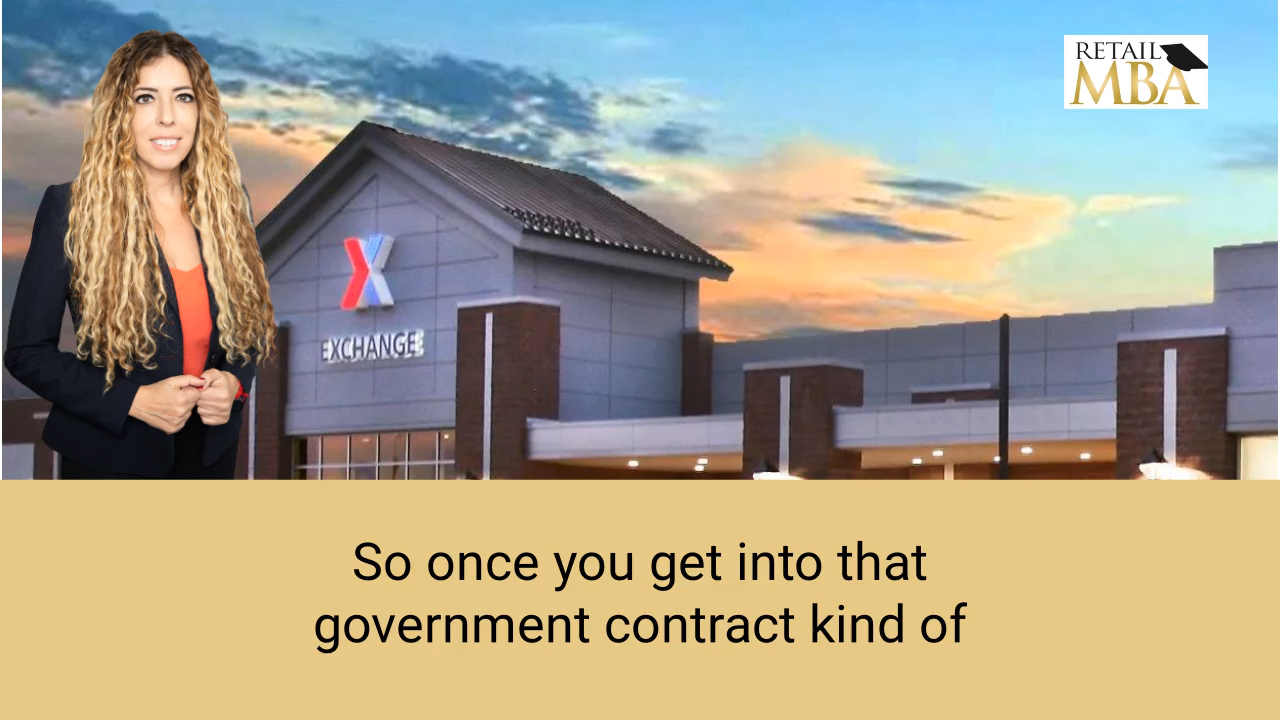 RETAIL
MBA
X
EXCHANGE
So once you get into that
government contract kind of